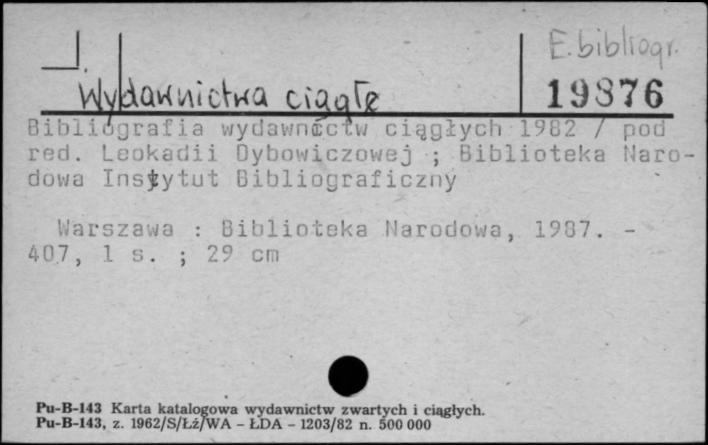 E. bibliogr.
Wydawnictwa ciągłe
19876
Bibliografia wydawnictw ciągłych 1982 / pod
red. Leokadii Dybowiczowej ; Biblioteka Naro-
dowa Instytut Bibliograficzny
Warszawa : Biblioteka Narodowa, 1987. -
407, 1 s. ; 29 cm
Pu-B-143 Karta katalogowa wydawnictw zwartych i ciągłych.
Pu-B-143, z. 1962/S/Łż/WA - ŁDA - 1203/82 n. 500 000